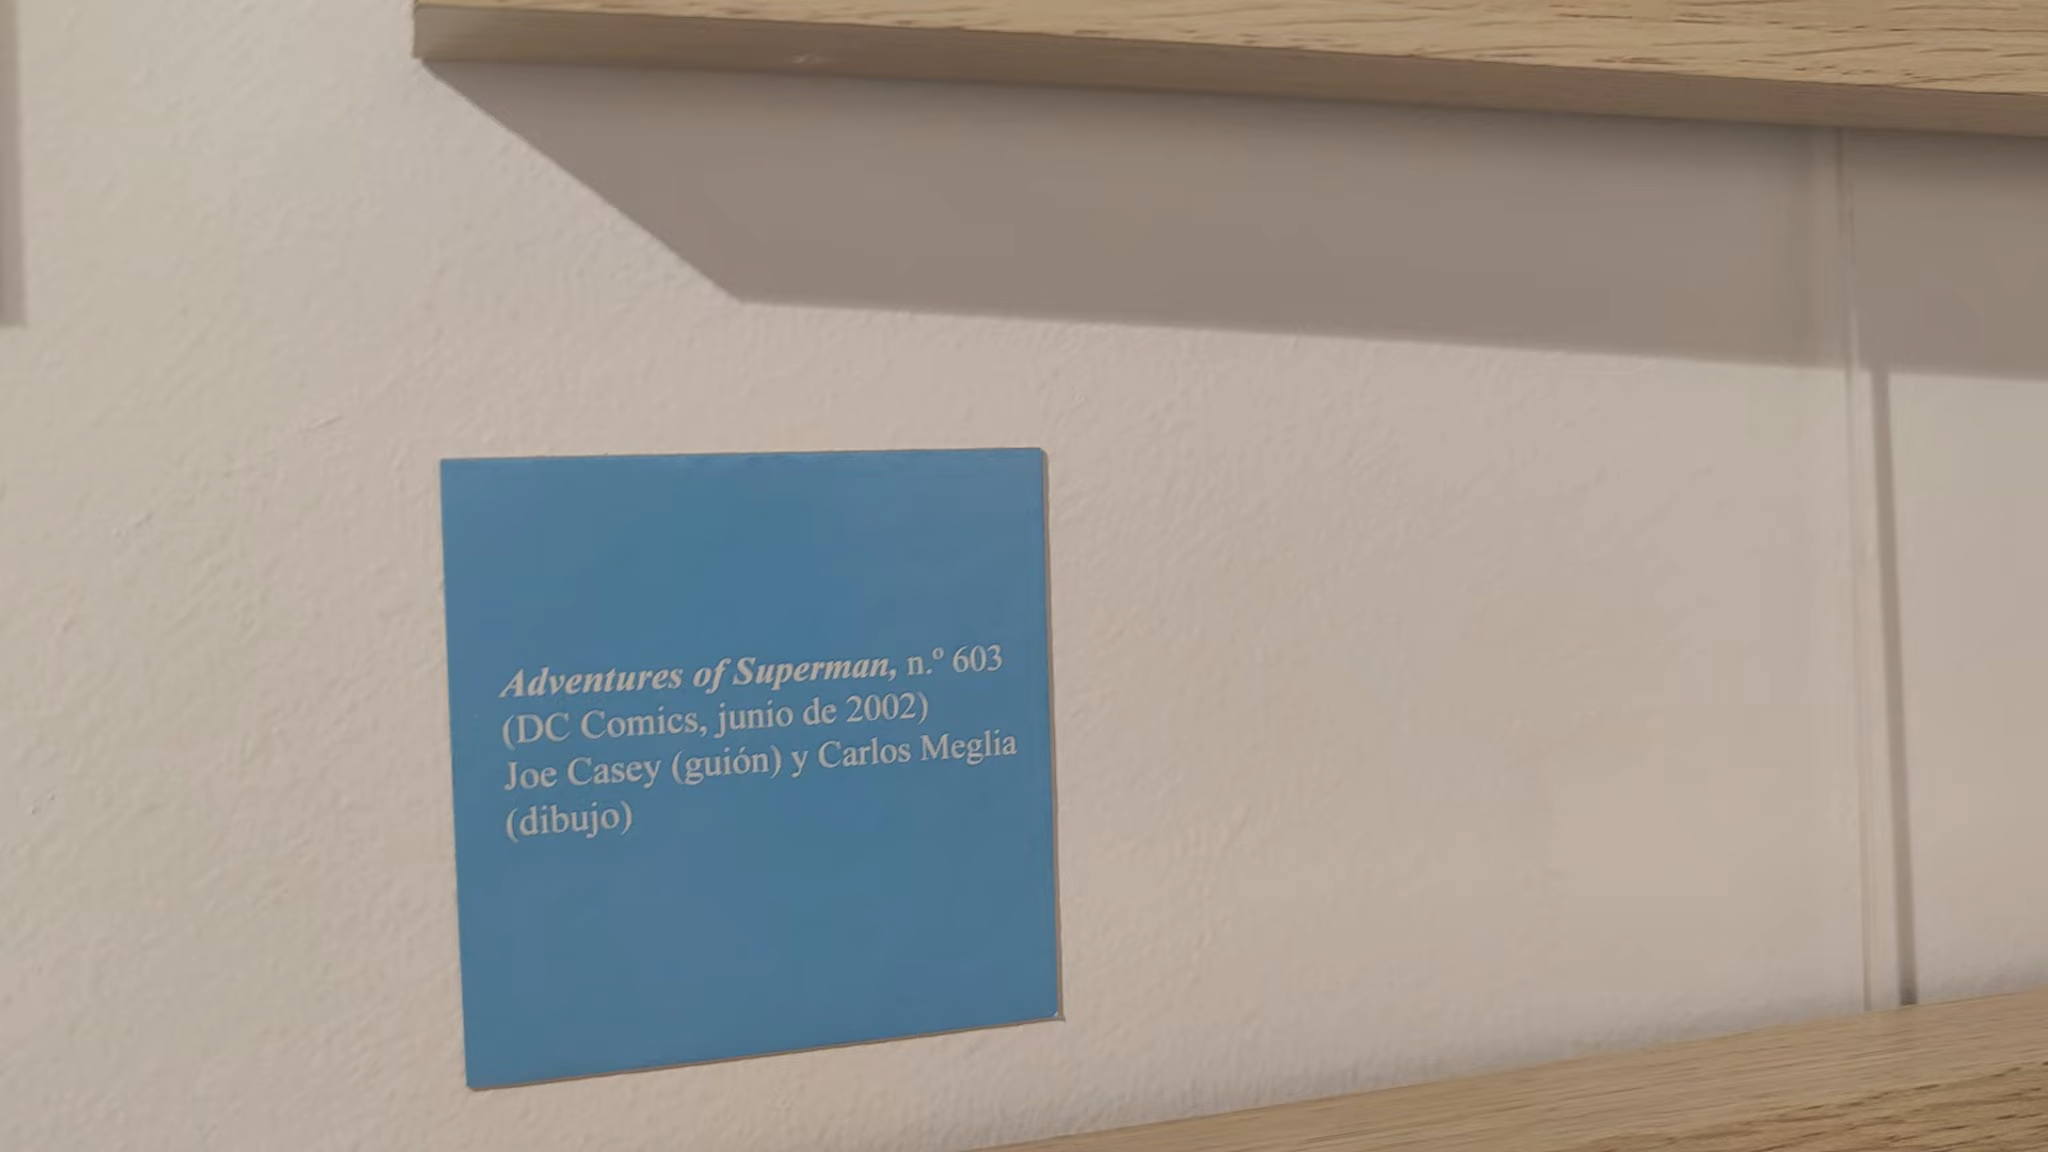 Adventures of Superman, n.º 603
(DC Comics, junio de 2002)
Joe Casey (guión) y Carlos Meglia
(dibujo)